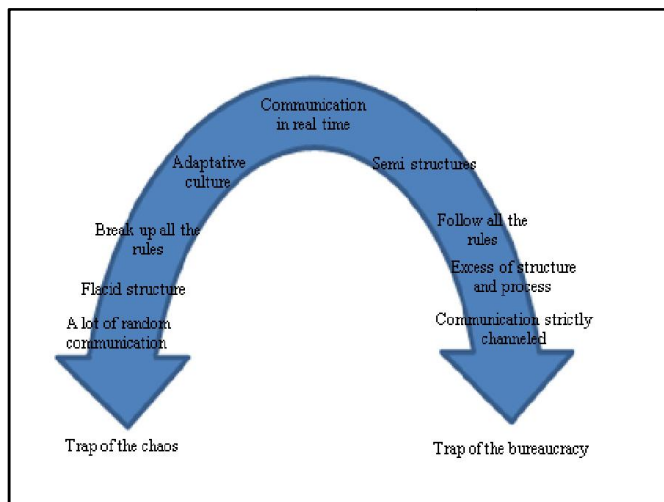 Communication
in real time
Adaptative
culture
Semi structures
Break up all the
rules
Follow all the
rules
Flacid structure
Excess of structure
and process
A lot of random
communication
Communication strictly
channeled
Trap of the chaos
Trap of the bureaucracy